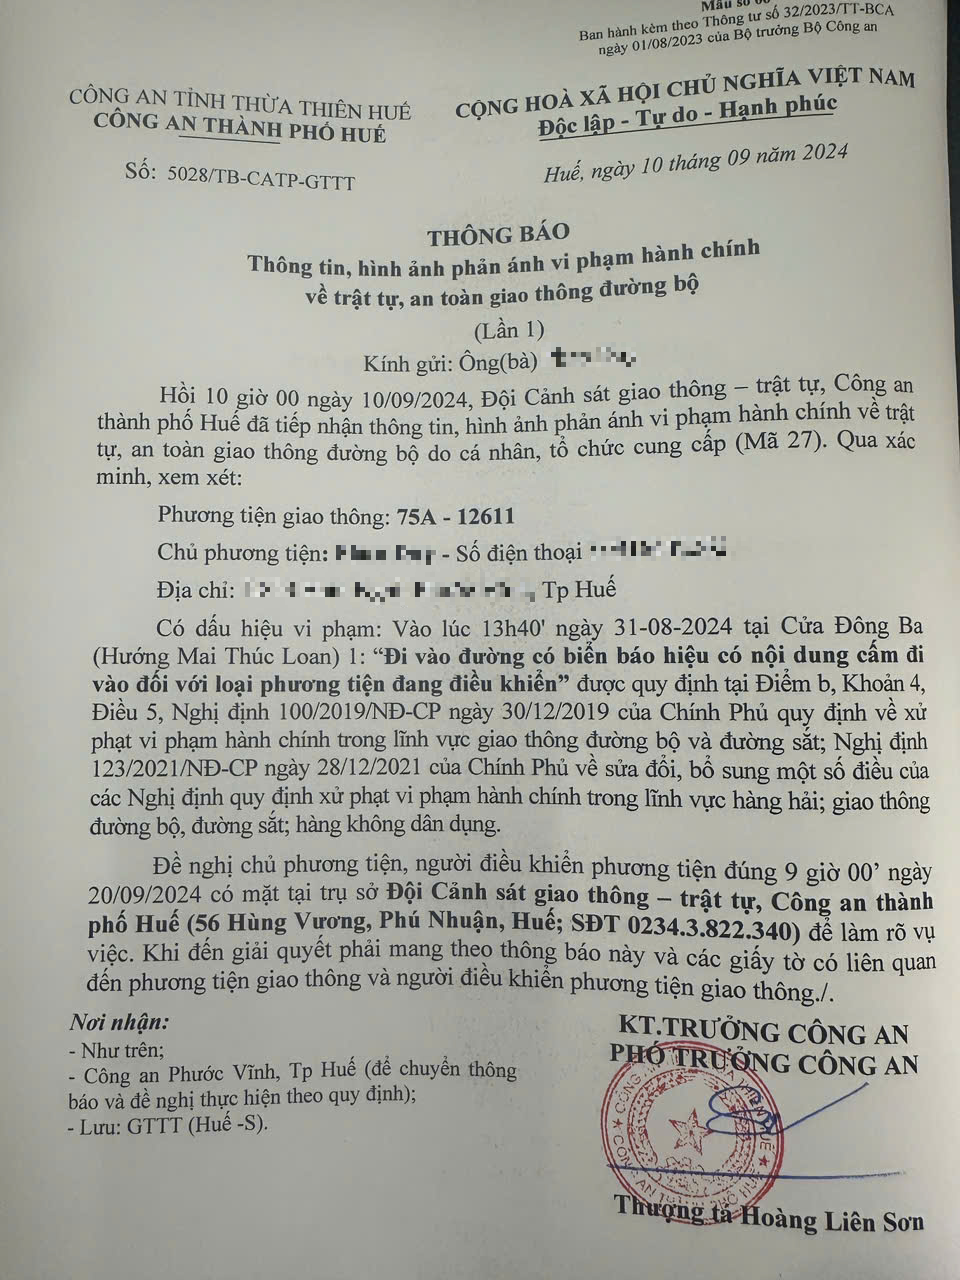 Mẫu số
Ban hành kèm theo Thông tư số 32/2023/TT-BCA
ngày 01/08/2023 của Bộ trưởng Bộ Công an
CÔNG AN TỈNH THỪA THIÊN HUẾ
CÔNG AN THÀNH PHỐ HUẾ
CỘNG HOÀ XÃ HỘI CHỦ NGHĨA VIỆT NAM
Độc lập - Tự do - Hạnh phúc
Số: 5028/TB-CATP-GTTT
Huế, ngày 10 tháng 09 năm 2024
THÔNG BÁO
Thông tin, hình ảnh phản ánh vi phạm hành chính
về trật tự, an toàn giao thông đường bộ
(Lần 1)
Kính gửi: Ông(bà)
Hồi 10 giờ 00 ngày 10/09/2024, Đội Cảnh sát giao thông – trật tự, Công an
thành phố Huế đã tiếp nhận thông tin, hình ảnh phản ánh vi phạm hành chính về trật
tự, an toàn giao thông đường bộ do cá nhân, tổ chức cung cấp (Mã 27). Qua xác
minh, xem xét:
Phương tiện giao thông: 75A - 12611
Chủ phương tiện: - Số điện thoại
Địa chỉ: , Tp Huế
Có dấu hiệu vi phạm: Vào lúc 13h40' ngày 31-08-2024 tại Cửa Đông Ba
(Hướng Mai Thúc Loan) 1: “Đi vào đường có biển báo hiệu có nội dung cấm đi
vào đối với loại phương tiện đang điều khiển” được quy định tại Điểm b, Khoản 4,
Điều 5, Nghị định 100/2019/NĐ-CP ngày 30/12/2019 của Chính Phủ quy định về xử
phạt vi phạm hành chính trong lĩnh vực giao thông đường bộ và đường sắt; Nghị định
123/2021/NĐ-CP ngày 28/12/2021 của Chính Phủ về sửa đổi, bổ sung một số điều của
các Nghị định quy định xử phạt vi phạm hành chính trong lĩnh vực hàng hải; giao thông
đường bộ, đường sắt; hàng không dân dụng.
Đề nghị chủ phương tiện, người điều khiển phương tiện đúng 9 giờ 00’ ngày
20/09/2024 có mặt tại trụ sở Đội Cảnh sát giao thông – trật tự, Công an thành
phố Huế (56 Hùng Vương, Phú Nhuận, Huế; SĐT 0234.3.822.340) để làm rõ vụ
việc. Khi đến giải quyết phải mang theo thông báo này và các giấy tờ có liên quan
đến phương tiện giao thông và người điều khiển phương tiện giao thông./.
Nơi nhận:
- Như trên;
- Công an Phước Vĩnh, Tp Huế (để chuyển thông
báo và đề nghị thực hiện theo quy định);
- Lưu: GTTT (Huế -S).
KT.TRƯỞNG CÔNG AN
PHÓ TRƯỞNG CÔNG AN
Thượng tá Hoàng Liên Sơn